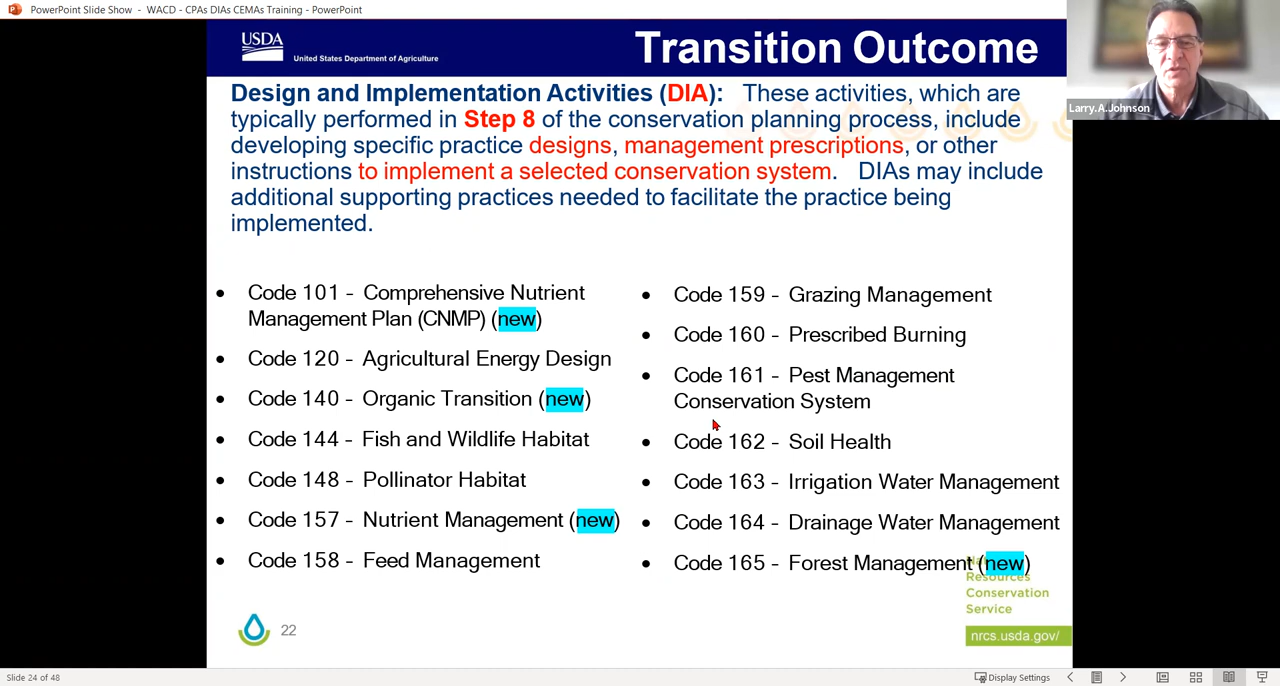 PowerPoint Slide Show - WACD - CPAs DIAs CEMAs Training - PowerPoint
USDA
United States Department of Agriculture
Transition Outcome
Larry.A.Johnson
Design and Implementation Activities (DIA): These activities, which are
typically performed in Step 8 of the conservation planning process, include
developing specific practice designs, management prescriptions, or other
instructions to implement a selected conservation system. DIAs may include
additional supporting practices needed to facilitate the practice being
implemented.
• Code 101 - Comprehensive Nutrient
Management Plan (CNMP) (new)
• Code 120 - Agricultural Energy Design
• Code 140 - Organic Transition (new)
• Code 144 - Fish and Wildlife Habitat
• Code 148 - Pollinator Habitat
• Code 157 - Nutrient Management (new)
• Code 158 - Feed Management
• Code 159 - Grazing Management
• Code 160 - Prescribed Burning
• Code 161 - Pest Management
Conservation System
• Code 162 - Soil Health
• Code 163 - Irrigation Water Management
• Code 164 - Drainage Water Management
• Code 165 - Forest Management (new)
Resources
Conservation
Service
nrcs.usda.gov/
22
Slide 24 of 48
Display Settings